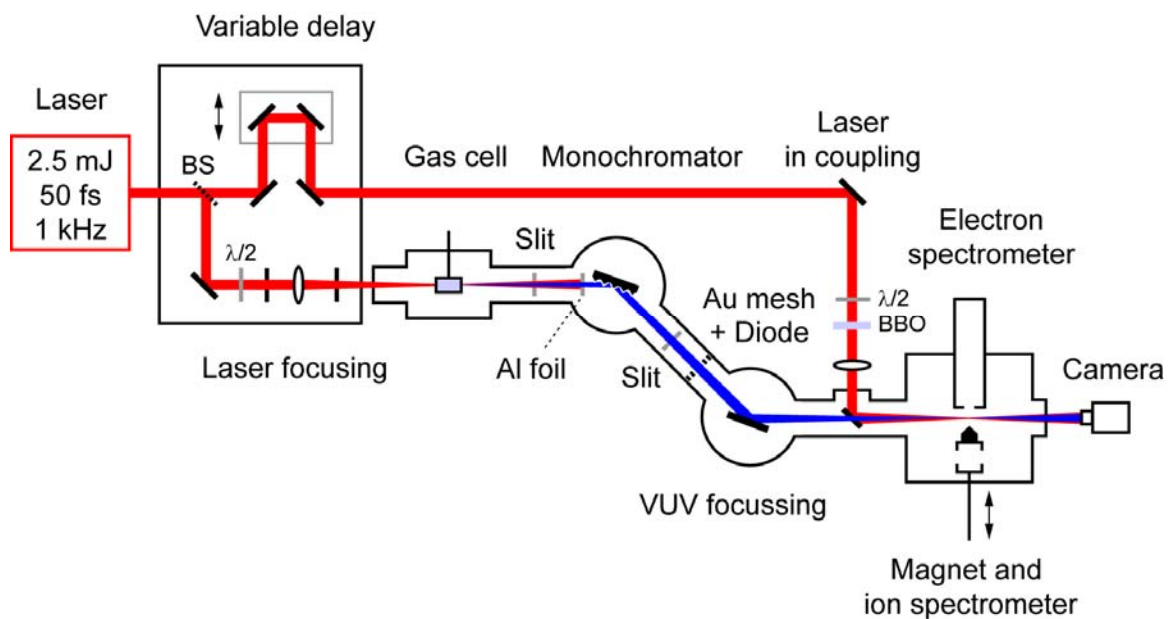 Variable delay
Laser
2.5 mJ
50 fs
1 kHz
BS
λ/2
Laser focusing
Gas cell
Monochromator
Slit
Al foil
Slit
Au mesh
+ Diode
VUV focussing
Laser
in coupling
λ/2
BBO
Electron
spectrometer
Camera
Magnet and
ion spectrometer